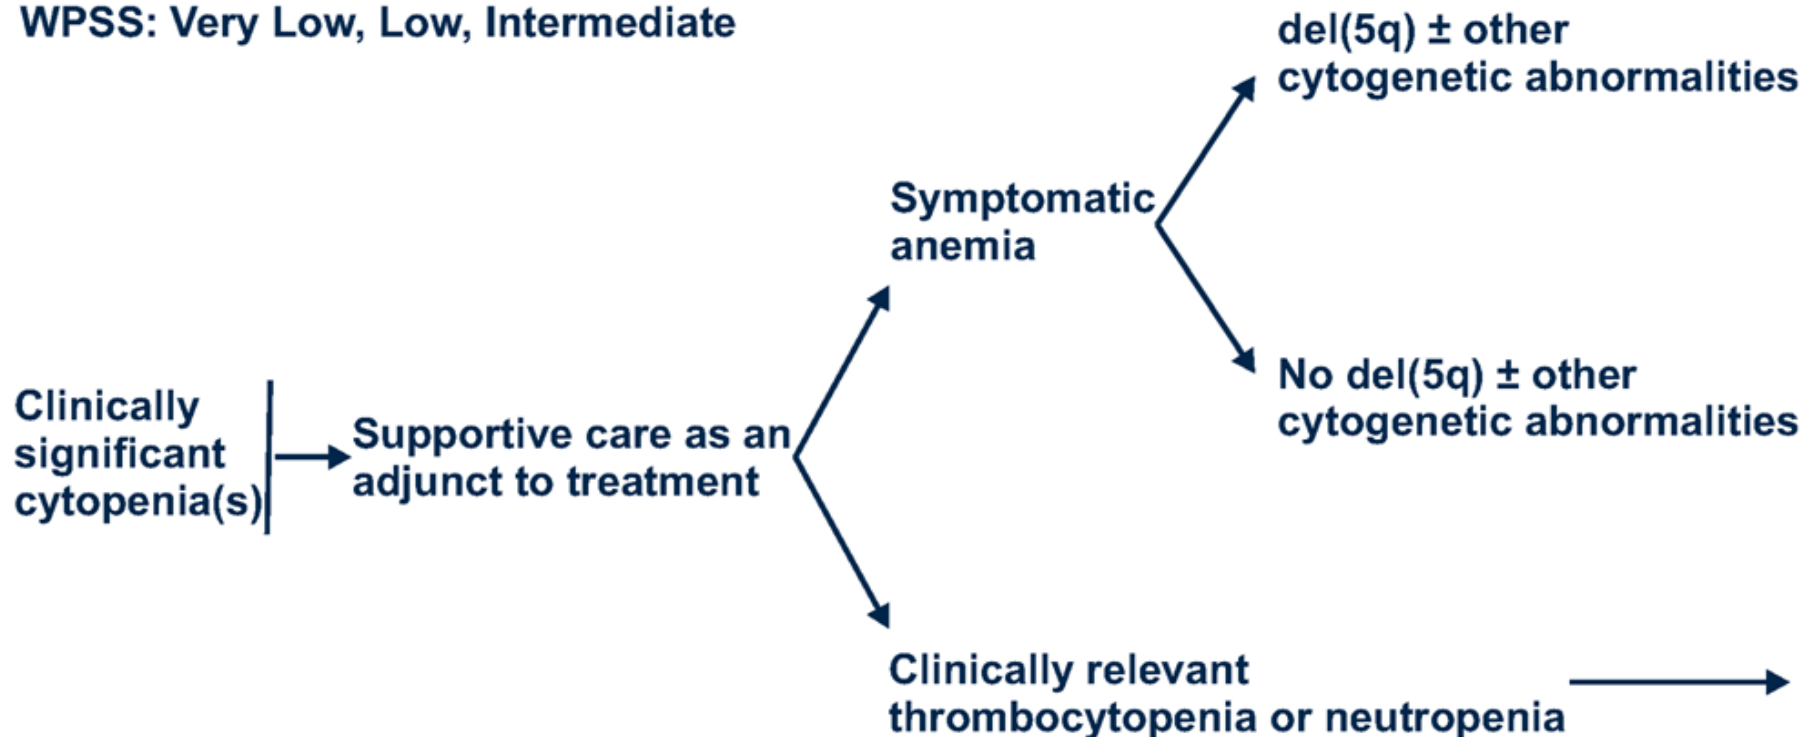 WPSS: Very Low, Low, Intermediate
del(5q) ± other
cytogenetic abnormalities
Symptomatic
anemia
No del(5q) ± other
cytogenetic abnormalities
Clinically
significant
cytopenia(s)
Supportive care as an
adjunct to treatment
Clinically relevant
thrombocytopenia or neutropenia